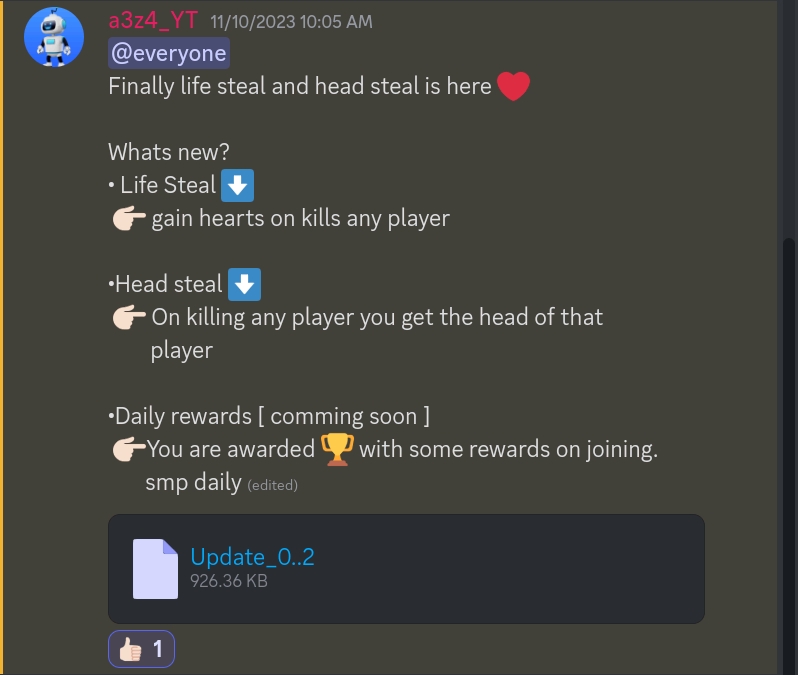 a3z4_YT 11/10/2023 10:05 AM
@everyone
Finally life steal and head steal is here ❤️
Whats new?
• Life Steal ⬇️
👉🏻 gain hearts on kills any player
•Head steal ⬇️
👉🏻 On killing any player you get the head of that
player
•Daily rewards [ comming soon ]
👉🏻You are awarded 🏆 with some rewards on joining.
smp daily (edited)
Update_0..2
926.36 KB
👍🏻 1